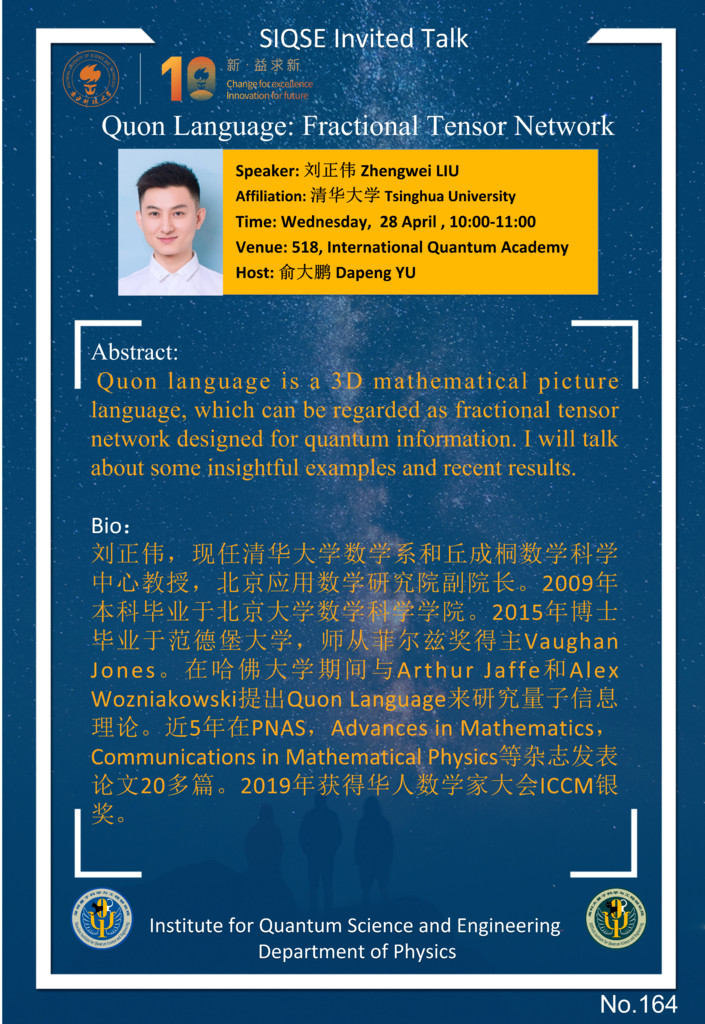 SIQSE Invited Talk
10
新 益求新
Change for excellence
Innovation for future
Quon Language: Fractional Tensor Network
Speaker: 刘正伟 Zhengwei LIU
Affiliation: 清华大学 Tsinghua University
Time: Wednesday, 28 April , 10:00-11:00
Venue: 518, International Quantum Academy
Host: 俞大鹏 Dapeng YU
Abstract:
Quon language is a 3D mathematical picture
language, which can be regarded as fractional tensor
network designed for quantum information. I will talk
about some insightful examples and recent results.
Bio：
刘正伟，现任清华大学数学系和丘成桐数学科学
中心教授，北京应用数学研究院副院长。2009年
本科毕业于北京大学数学科学学院。2015年博士
毕业于范德堡大学，师从菲尔兹奖得主Vaughan
Jones。在哈佛大学期间与Arthur Jaffe和Alex
Wozniakowski提出Quon Language来研究量子信息
理论。近5年在PNAS，Advances in Mathematics，
Communications in Mathematical Physics等杂志发表
论文20多篇。2019年获得华人数学家大会ICCM银
奖。
Institute for Quantum Science and Engineering
Department of Physics
No.164